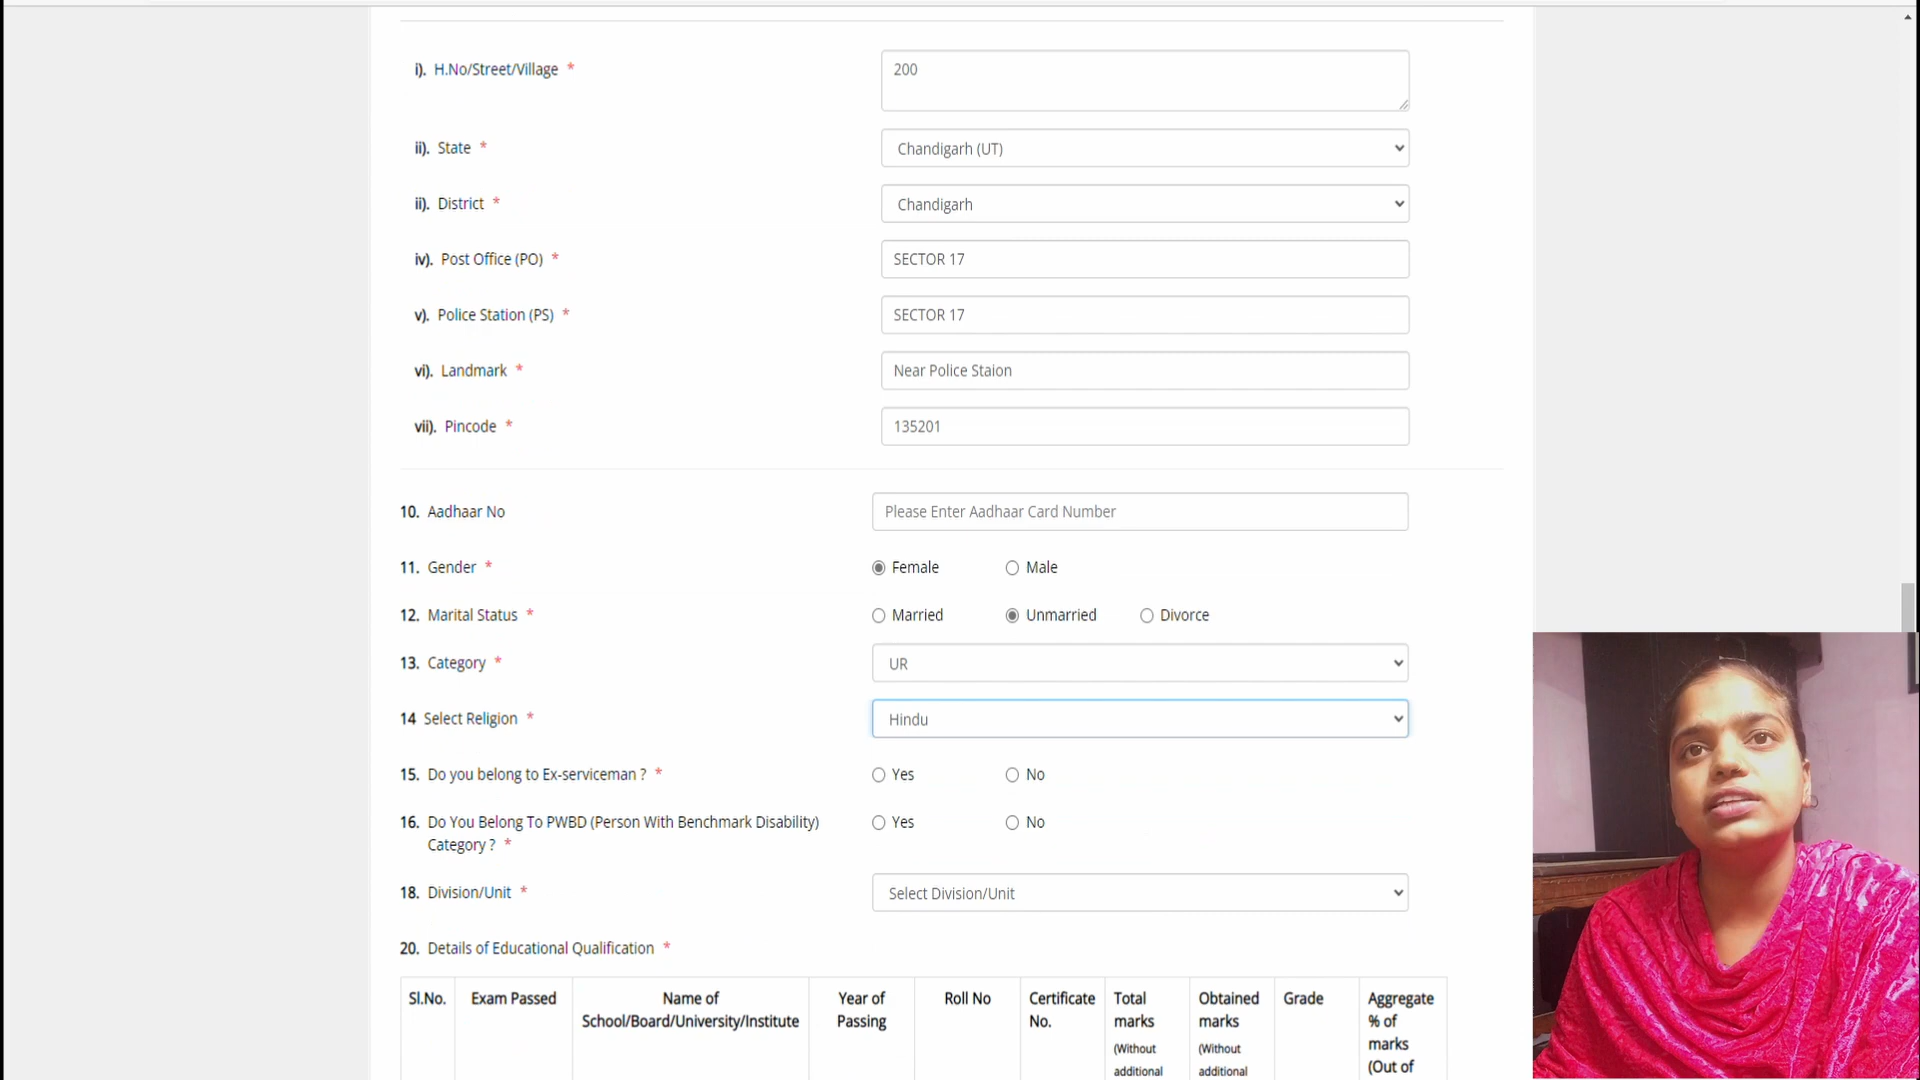 i). H.No/Street/Village * 200
ii). State * Chandigarh (UT)
ii). District * Chandigarh
iv). Post Office (PO) * SECTOR 17
v). Police Station (PS) * SECTOR 17
vi). Landmark * Near Police Staion
vii). Pincode * 135201
10. Aadhaar No Please Enter Aadhaar Card Number
11. Gender * Female Male
12. Marital Status * Married Unmarried Divorce
13. Category * UR
14 Select Religion * Hindu
15. Do you belong to Ex-serviceman ? * Yes No
16. Do You Belong To PWBD (Person With Benchmark Disability) Yes No
Category ? *
18. Division/Unit * Select Division/Unit
20. Details of Educational Qualification *
Sl.No. Exam Passed Name of Year of Roll No Certificate Total Obtained Grade Aggregate
School/Board/University/Institute Passing No. marks marks % of
(Without (Without marks
additional additional (Out of